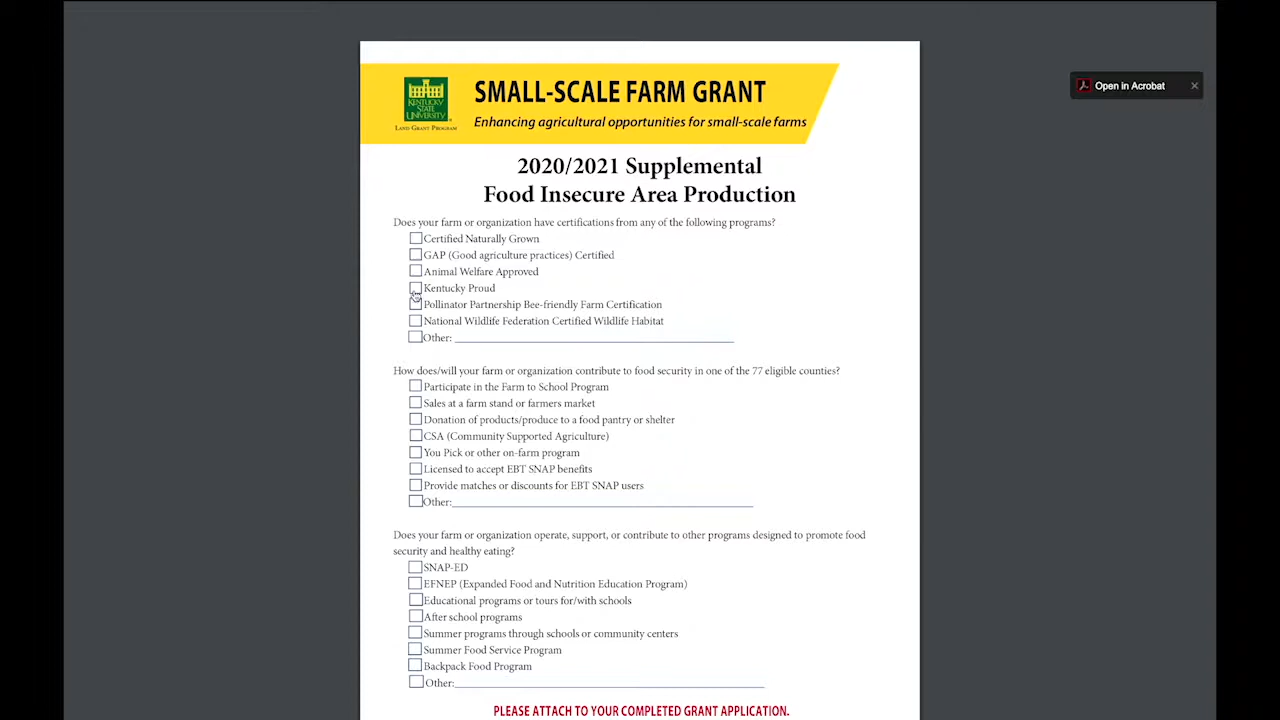 KENTUCKY
STATE
UNIVERSITY
LAND GRANT PROGRAM
SMALL-SCALE FARM GRANT
Enhancing agricultural opportunities for small-scale farms
Open in Acrobat
2020/2021 Supplemental
Food Insecure Area Production
Does your farm or organization have certifications from any of the following programs?
Certified Naturally Grown
GAP (Good agriculture practices) Certified
Animal Welfare Approved
Kentucky Proud
Pollinator Partnership Bee-friendly Farm Certification
National Wildlife Federation Certified Wildlife Habitat
Other:
How does/will your farm or organization contribute to food security in one of the 77 eligible counties?
Participate in the Farm to School Program
Sales at a farm stand or farmers market
Donation of products/produce to a food pantry or shelter
CSA (Community Supported Agriculture)
You Pick or other on-farm program
Licensed to accept EBT SNAP benefits
Provide matches or discounts for EBT SNAP users
Other:
Does your farm or organization operate, support, or contribute to other programs designed to promote food
security and healthy eating?
SNAP-ED
EFNEP (Expanded Food and Nutrition Education Program)
Educational programs or tours for/with schools
After school programs
Summer programs through schools or community centers
Summer Food Service Program
Backpack Food Program
Other:
PLEASE ATTACH TO YOUR COMPLETED GRANT APPLICATION.